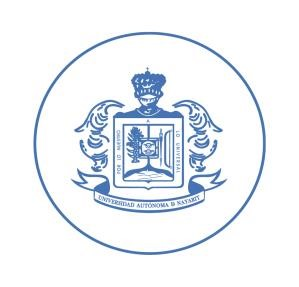 POR LO NUESTRO
A
LO UNIVERSAL
UNIVERSIDAD AUTÓNOMA DE NAYARIT